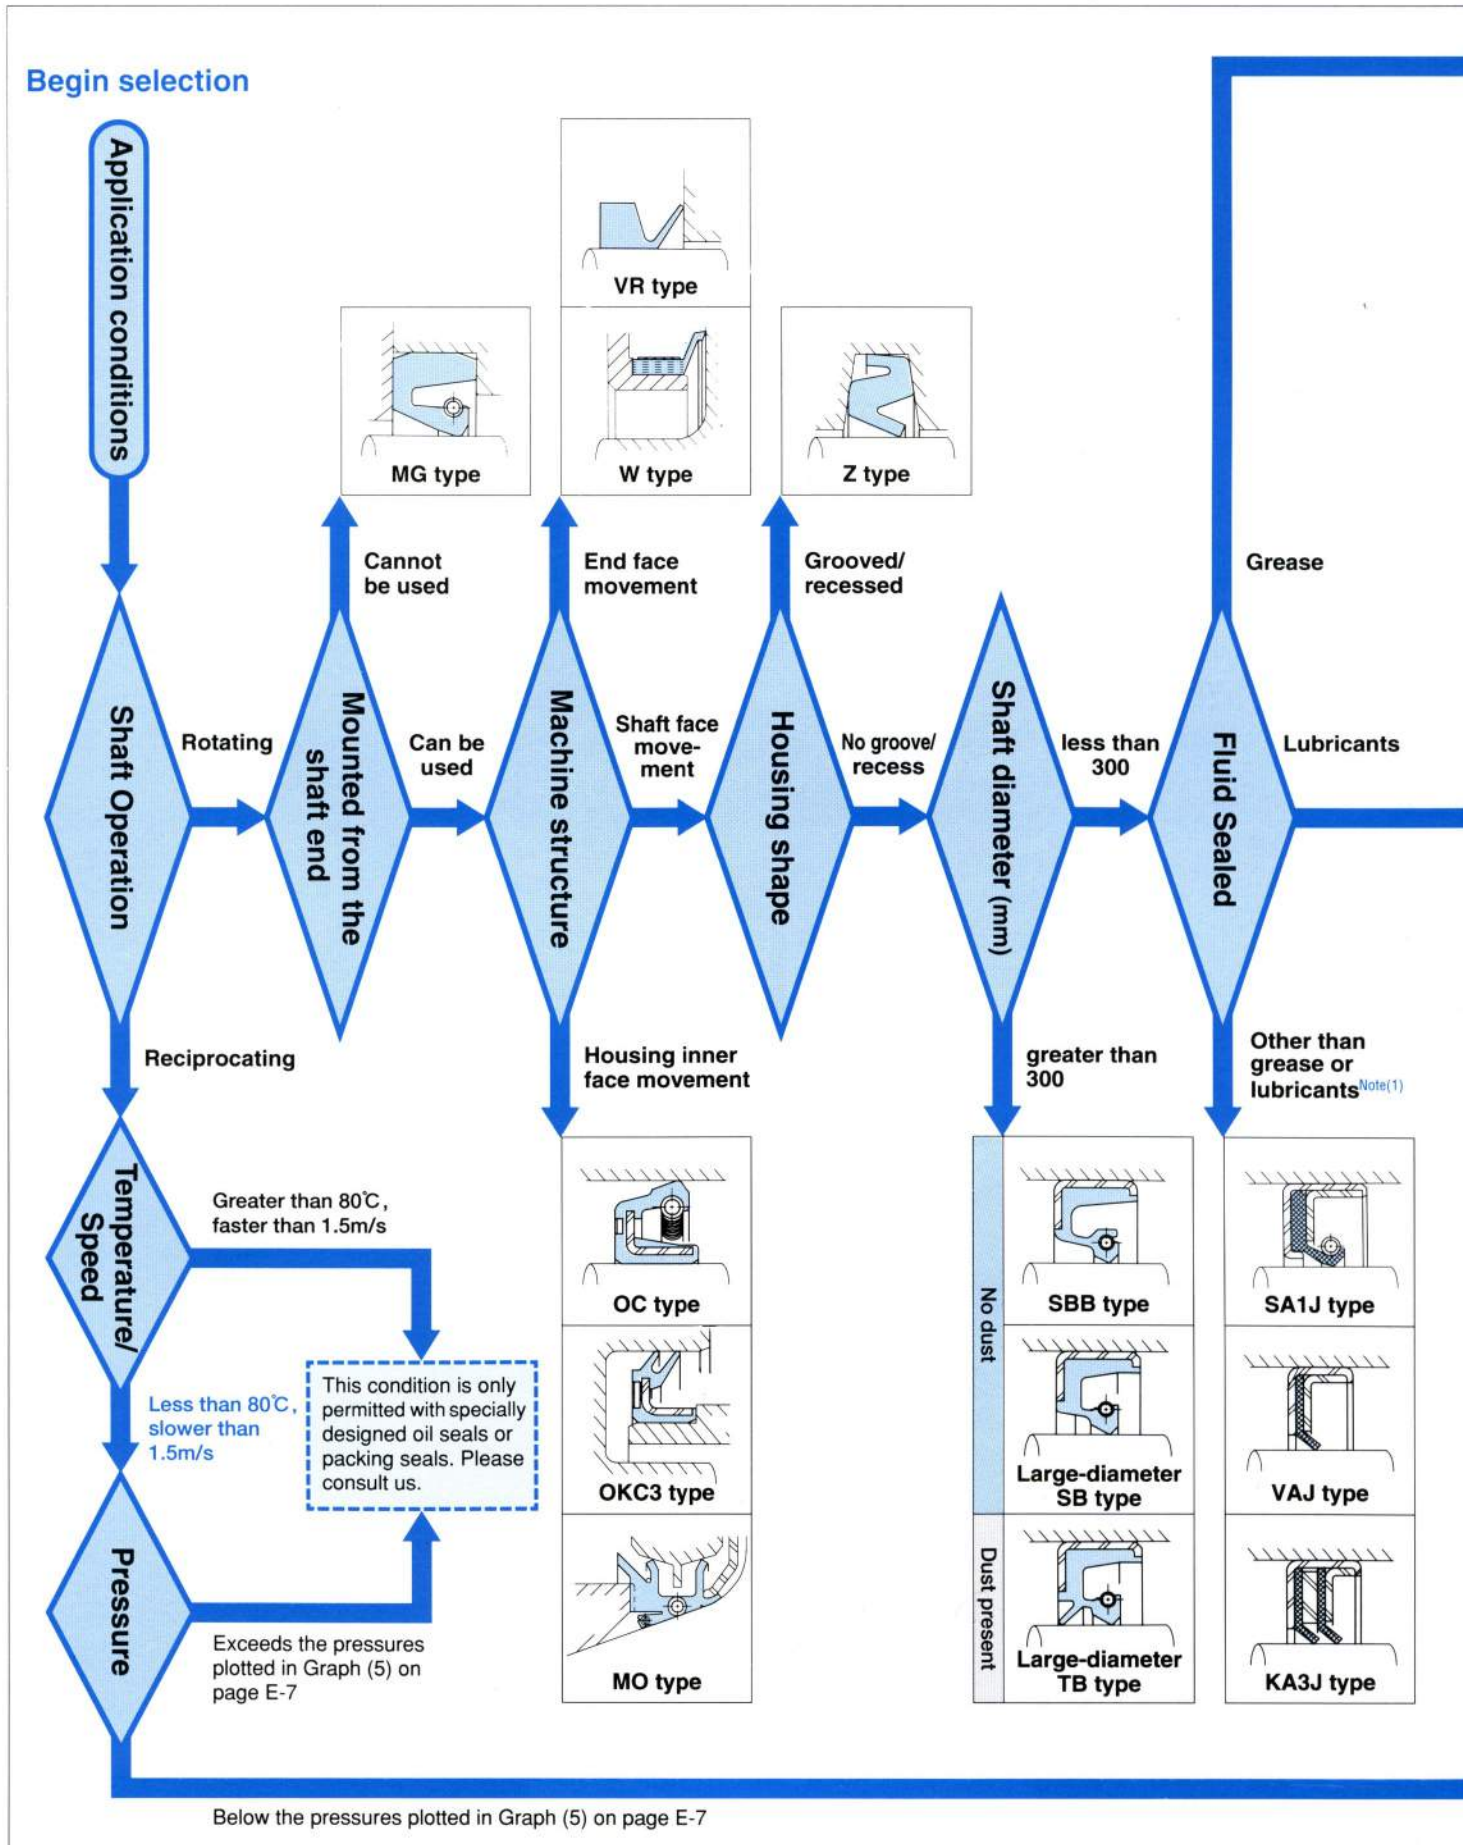 Begin selection
Application conditions
VR type
MG type
W type
Z type
Cannot
be used
End face
movement
Grooved/
recessed
Grease
Shaft Operation
Rotating
Mounted from the
shaft end
Can be
used
Machine structure
Shaft face
move-
ment
Housing shape
No groove/
recess
Shaft diameter (mm)
less than
300
Fluid Sealed
Lubricants
Reciprocating
Housing inner
face movement
greater than
300
Other than
grease or
lubricants Note(1)
Temperature/
Speed
Greater than 80℃,
faster than 1.5m/s
Less than 80℃,
slower than
1.5m/s
This condition is only
permitted with specially
designed oil seals or
packing seals. Please
consult us.
Pressure
Exceeds the pressures
plotted in Graph (5) on
page E-7
OC type
OKC3 type
MO type
No dust
SBB type
Large-diameter
SB type
Dust present
Large-diameter
TB type
SA1J type
VAJ type
KA3J type
Below the pressures plotted in Graph (5) on page E-7